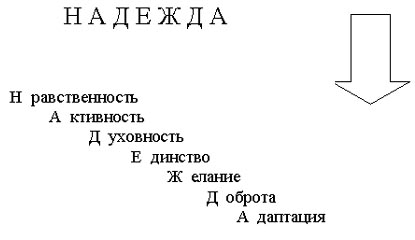 Н А Д Е Ж Д А
Н равственность
А ктивность
Д уховность
Е динство
Ж елание
Д оброта
А даптация